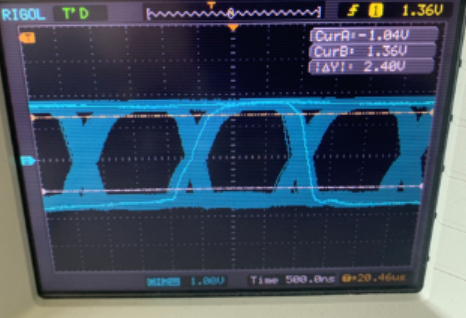 RIGOL T'D 1 1.36V
CurA=-1.04V
CurB= 1.36V
|ΔY|= 2.40V
1.00V Time 500.0ns 20.46us